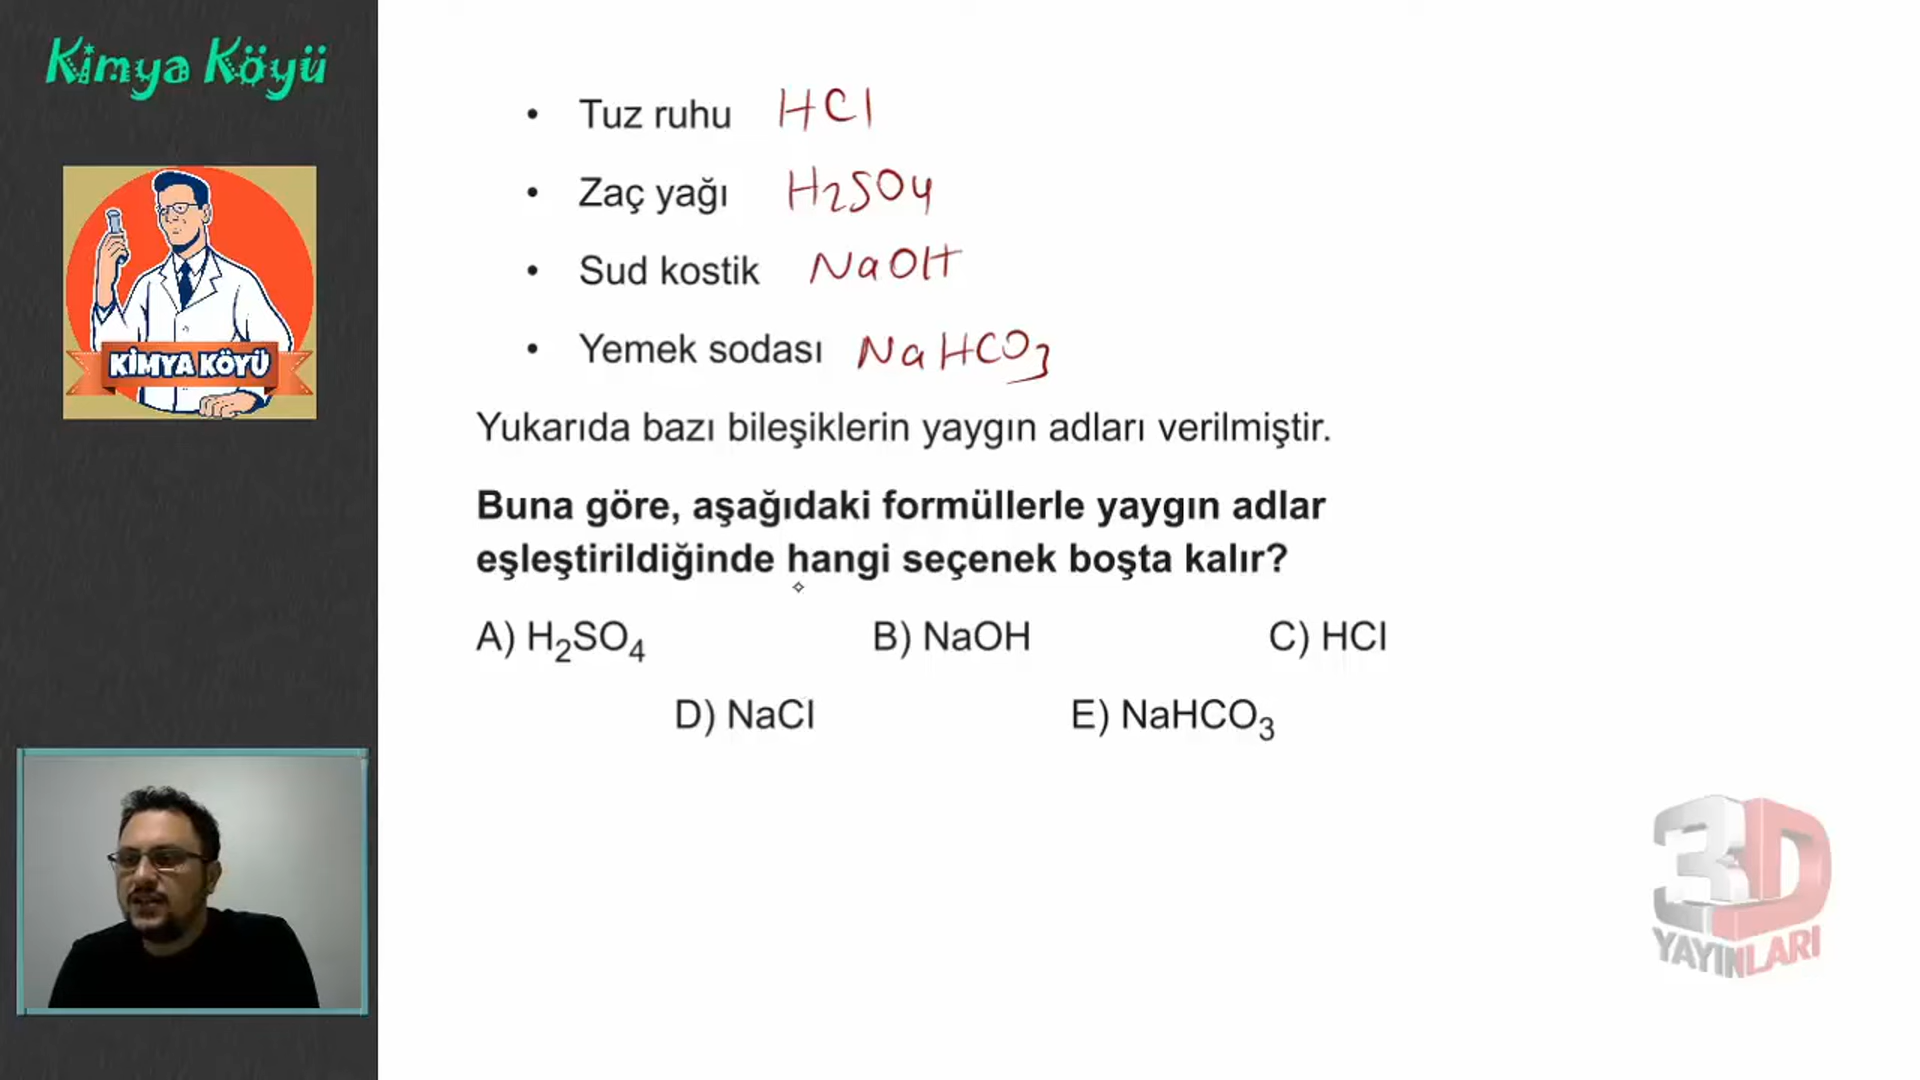 Kimya Köyü
KİMYA KÖYÜ
• Tuz ruhu HCl
• Zaç yağı H2SO4
• Sud kostik NaOH
• Yemek sodası NaHCO3
Yukarıda bazı bileşiklerin yaygın adları verilmiştir.
Buna göre, aşağıdaki formüllerle yaygın adlar
eşleştirildiğinde hangi seçenek boşta kalır?
A) H₂SO₄ B) NaOH C) HCl
D) NaCl E) NaHCO₃
3D
YAYINLARI